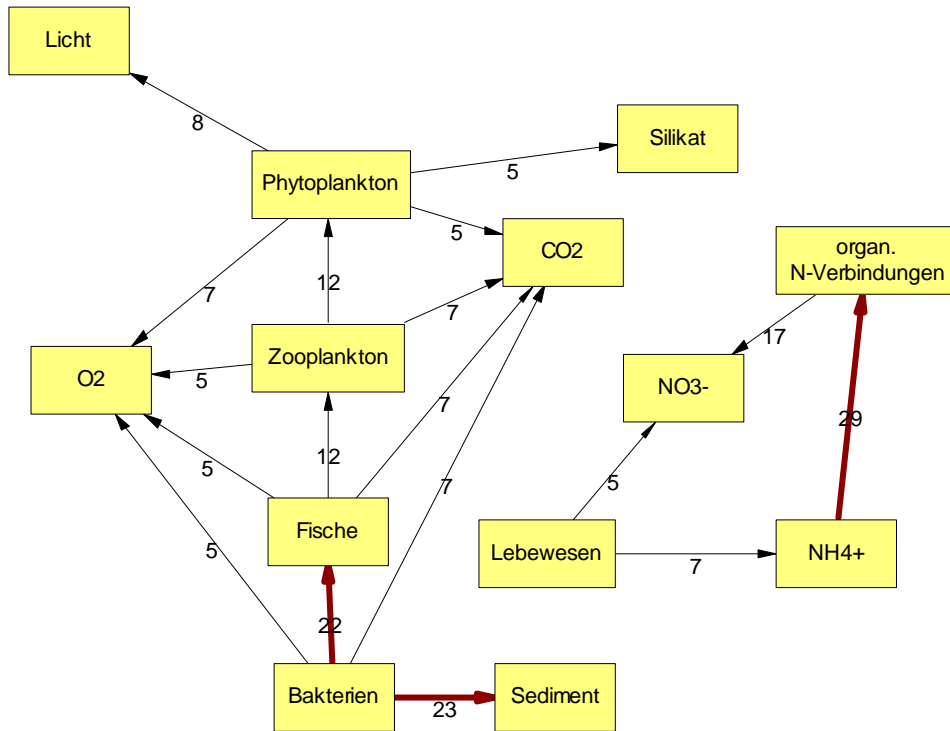 Licht
8
Silikat
Phytoplankton
5
5
CO2
organ.
N-Verbindungen
7
12
7
17
Zooplankton
O2
5
NO3-
7
29
12
5
7
5
Fische
5
Lebewesen
7
NH4+
22
Bakterien
23
Sediment